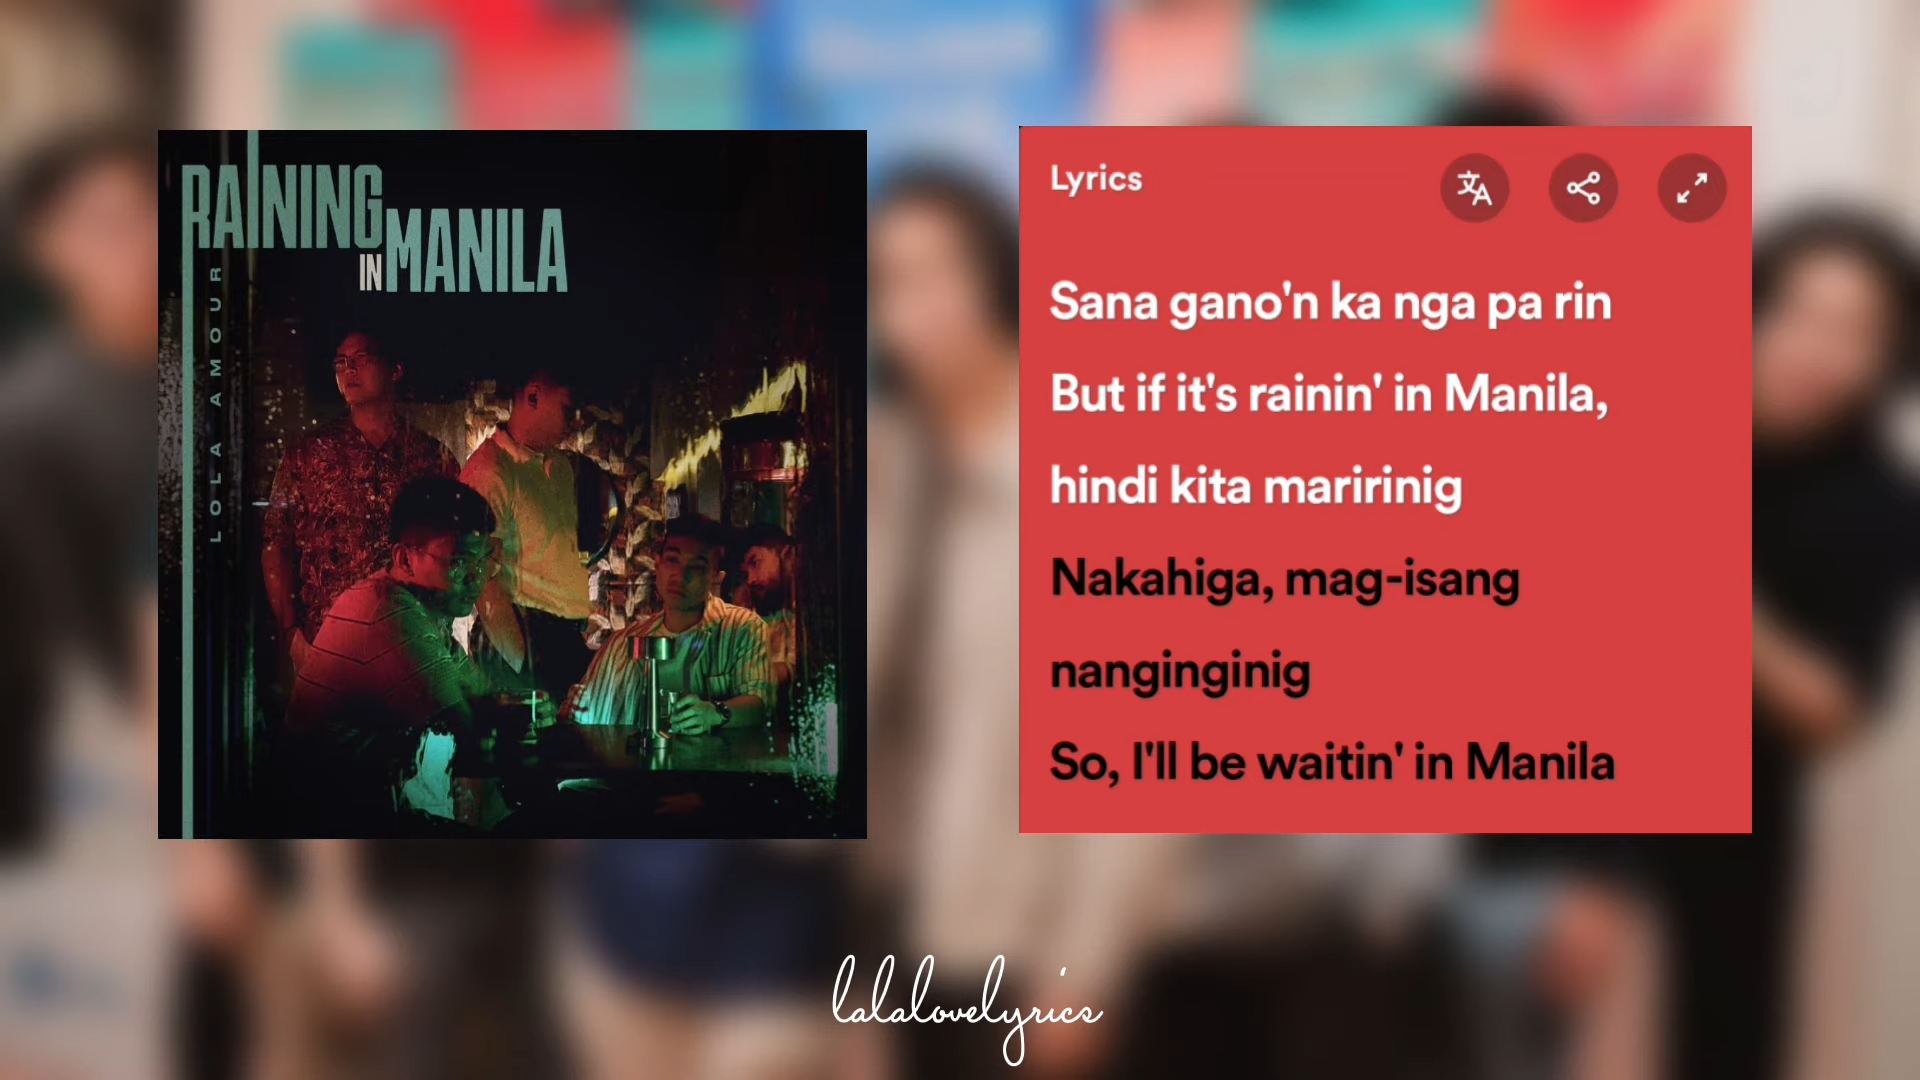 RAINING
IN MANILA
LOLA AMOUR
Lyrics
Sana gano'n ka nga pa rin
But if it's rainin' in Manila,
hindi kita maririnig
Nakahiga, mag-isang
nanginginig
So, I'll be waitin' in Manila
lalalovelyrics